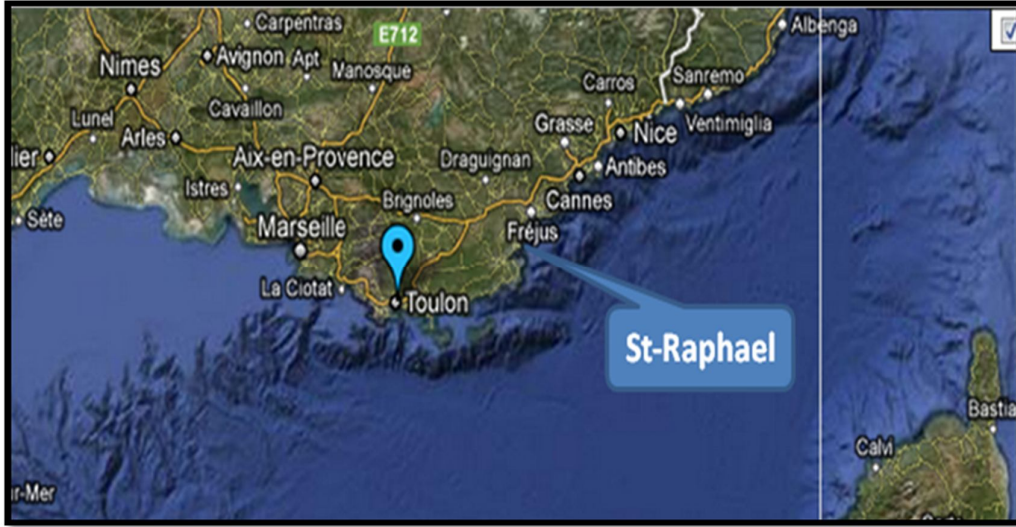 Carpentras
Albenga
E712
Avignon
Apt
Nimes
Manosque
Carros
Sanremo
Cavaillon
Lunel
Arles
Grasse
Nice
Ventimiglia
lier
Aix-en-Provence
Draguignan
Antibes
Istres
Brignoles
Cannes
Sète
Marseille
Fréjus
La Ciotat
Toulon
St-Raphael
Bastia
Calvi
r-Mer